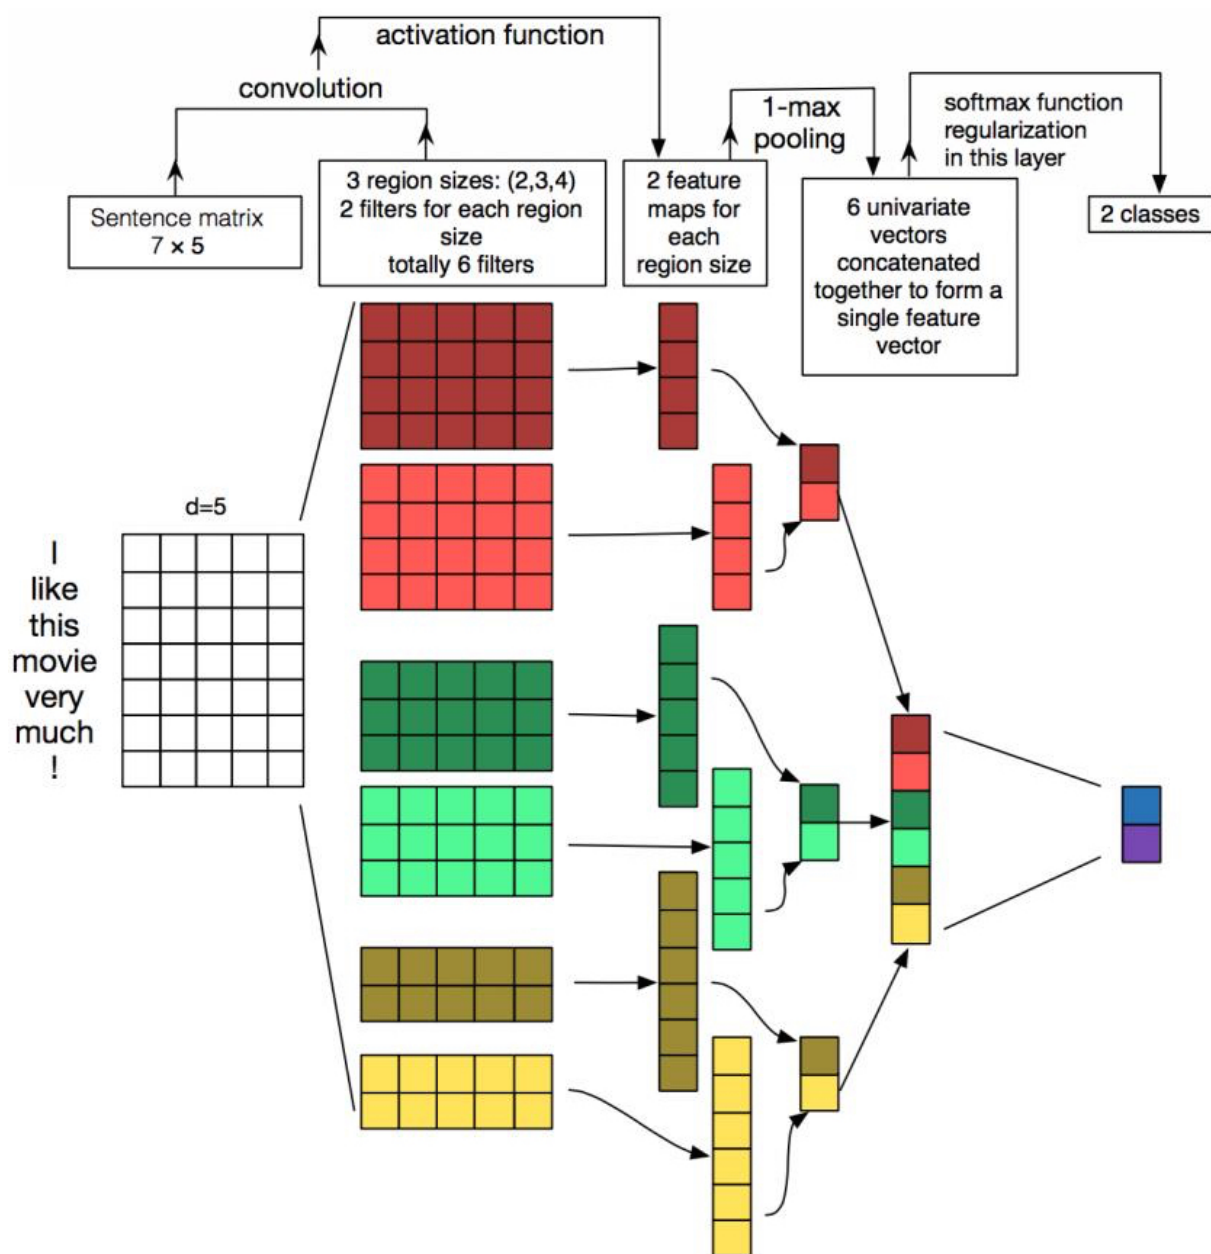 activation function
convolution
1-max
pooling
softmax function
regularization
in this layer
Sentence matrix
7 × 5
3 region sizes: (2,3,4)
2 filters for each region
size
totally 6 filters
2 feature
maps for
each
region size
6 univariate
vectors
concatenated
together to form a
single feature
vector
2 classes
d=5
I
like
this
movie
very
much
!